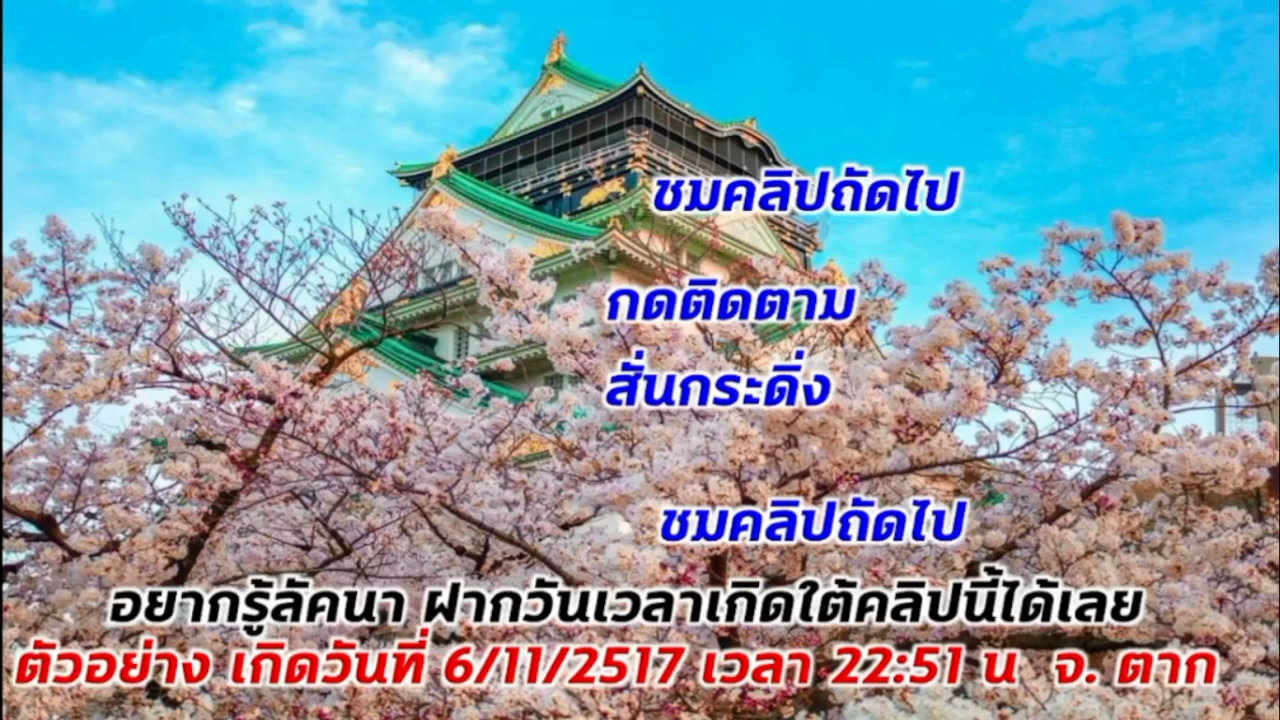 ชมคลิปถัดไป
กดติดตาม
สั่นกระดิ่ง
ชมคลิปถัดไป
อยากรู้ลัคนา ฝากวันเวลาเกิดใต้คลิปนี้ได้เลย
ตัวอย่าง เกิดวันที่ 6/11/2517 เวลา 22:51 น จ. ตาก